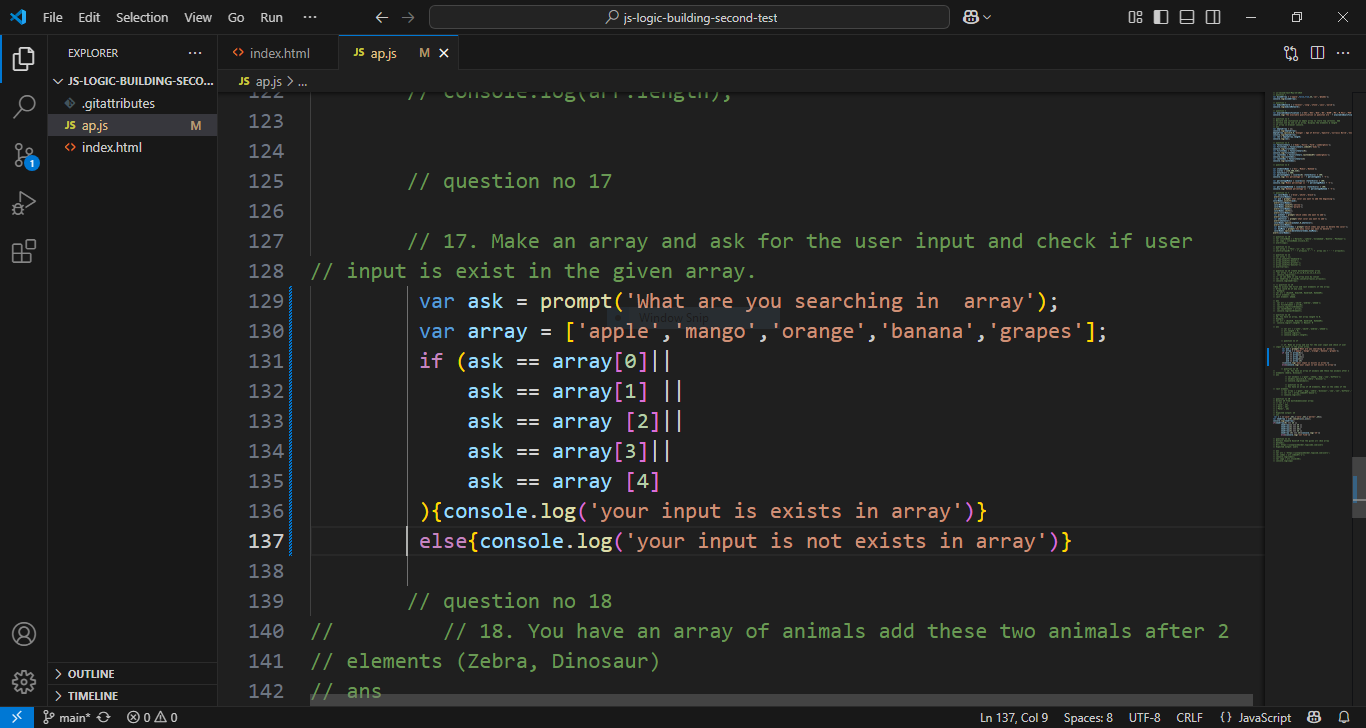 File Edit Selection View Go Run ···
js-logic-building-second-test
EXPLORER ···
JS-LOGIC-BUILDING-SECO...
.gitattributes
JS ap.js M
index.html
1
OUTLINE
TIMELINE
index.html
JS ap.js M
JS ap.js > ...
122 // console.log(arr.length);
123
124
125 // question no 17
126
127 // 17. Make an array and ask for the user input and check if user
128 // input is exist in the given array.
129 var ask = prompt('What are you searching in  array');
Window Snip
130 var array = ['apple','mango','orange','banana','grapes'];
131 if (ask == array[0]||
132 ask == array[1] ||
133 ask == array [2]||
134 ask == array[3]||
135 ask == array [4]
136 ){console.log('your input is exists in array')}
137 else{console.log('your input is not exists in array')}
138
139 // question no 18
140 // // 18. You have an array of animals add these two animals after 2
141 // elements (Zebra, Dinosaur)
142 // ans
main* 0 0 Ln 137, Col 9 Spaces: 8 UTF-8 CRLF {} JavaScript